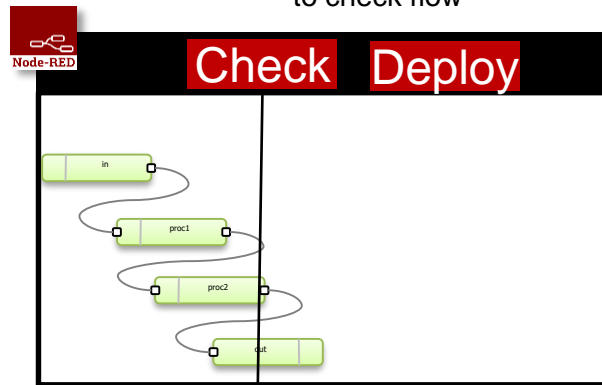 to check flow
Node-RED
Check Deploy
in
proc1
proc2
out